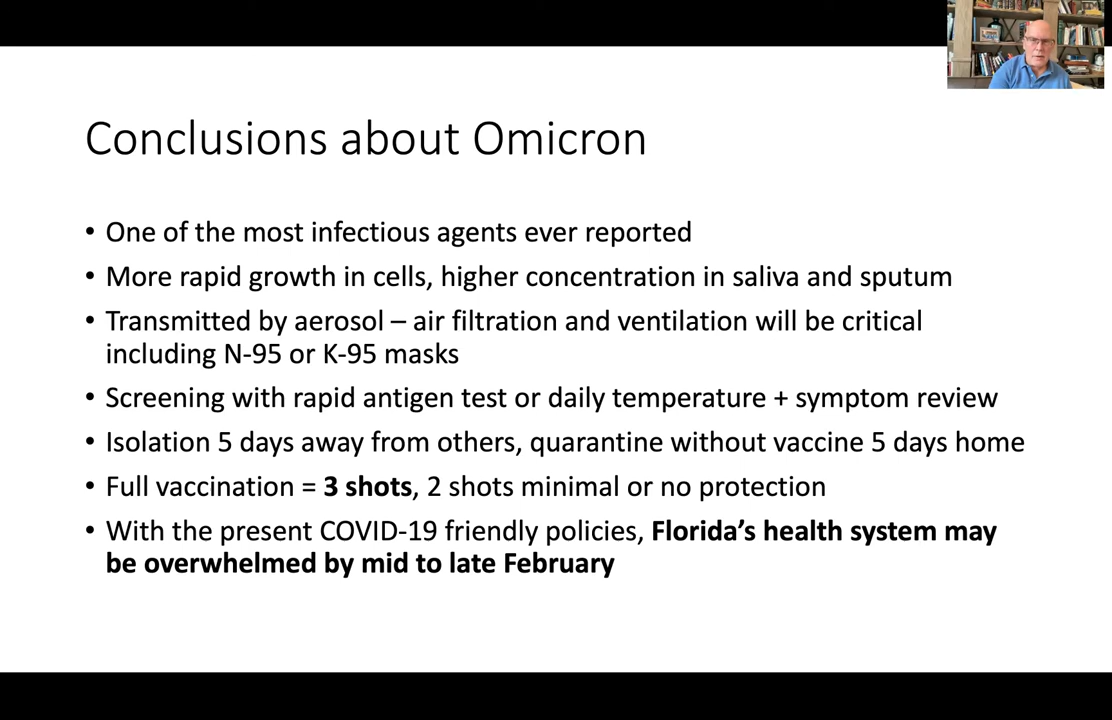 Conclusions about Omicron
• One of the most infectious agents ever reported
• More rapid growth in cells, higher concentration in saliva and sputum
• Transmitted by aerosol – air filtration and ventilation will be critical
including N-95 or K-95 masks
• Screening with rapid antigen test or daily temperature + symptom review
• Isolation 5 days away from others, quarantine without vaccine 5 days home
• Full vaccination = 3 shots, 2 shots minimal or no protection
• With the present COVID-19 friendly policies, Florida’s health system may
be overwhelmed by mid to late February